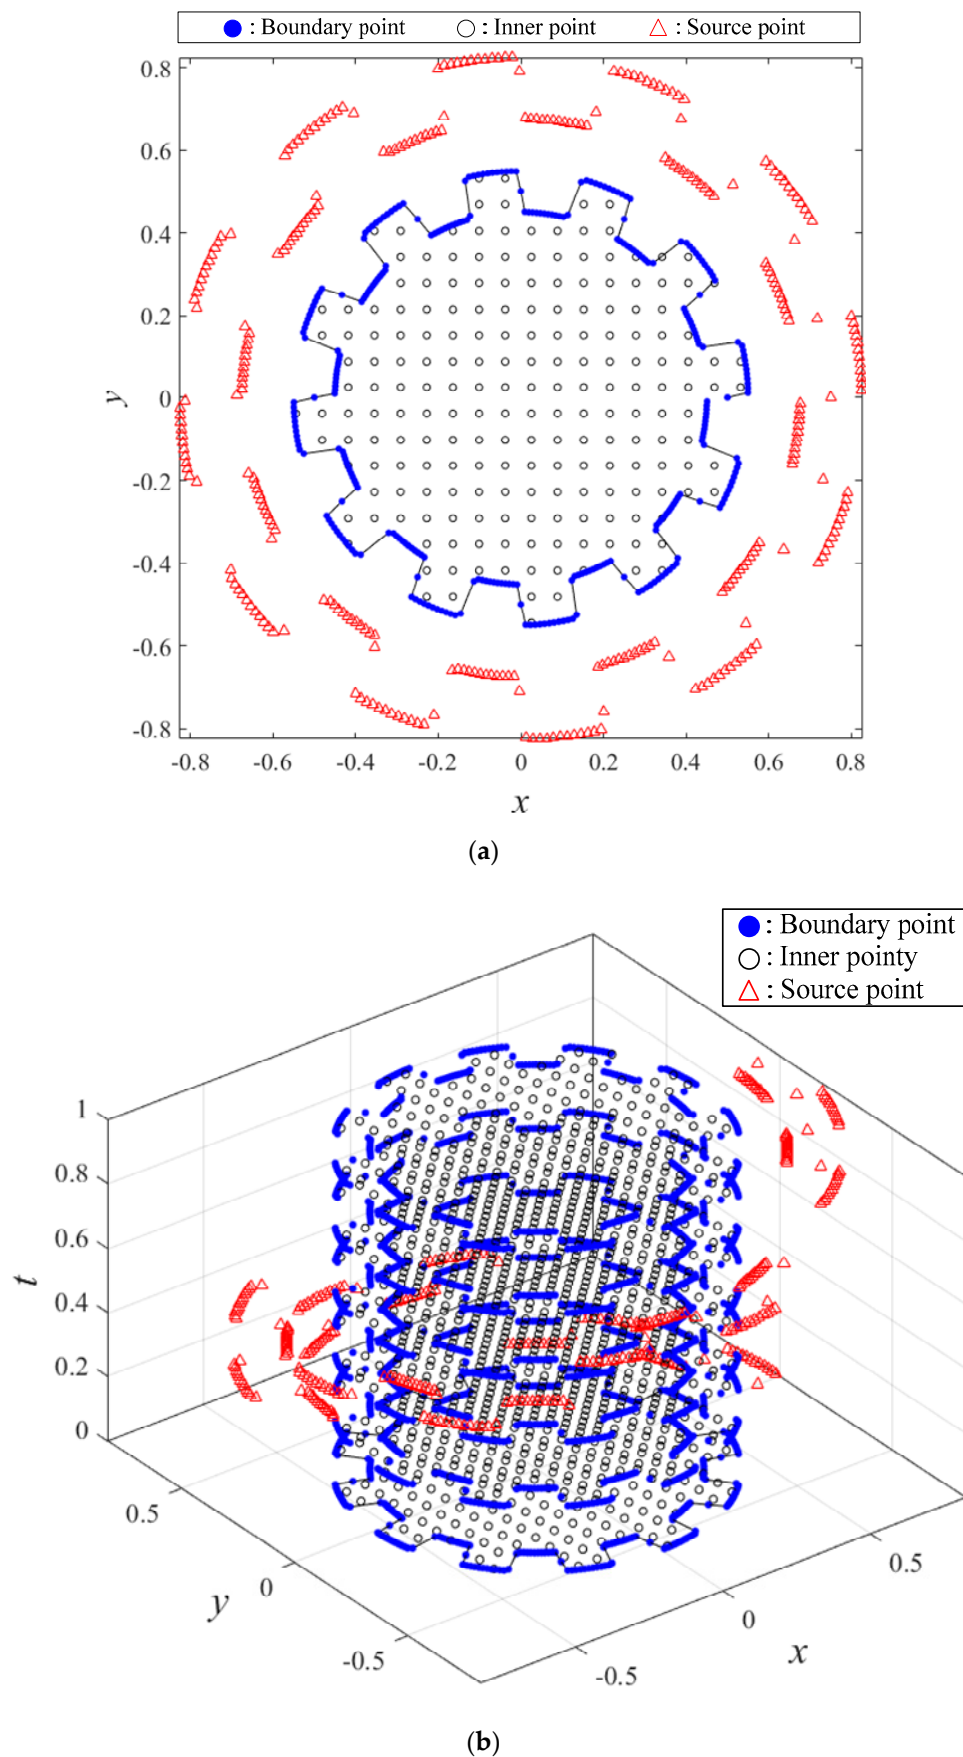 : Boundary point : Inner point : Source point
0.8
0.6
0.4
0.2
0
-0.2
-0.4
-0.6
-0.8
y
-0.8 -0.6 -0.4 -0.2 0 0.2 0.4 0.6 0.8
x
(a)
: Boundary point
: Inner pointy
: Source point
1
0.8
0.6
0.4
0.2
0
t
0.5
0
-0.5
y
0.5
0
-0.5
x
(b)